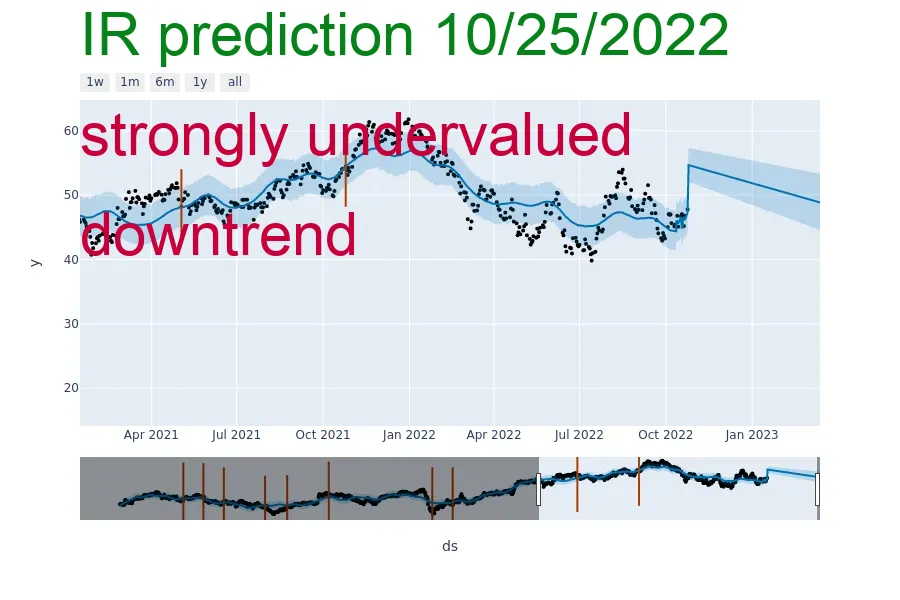 IR prediction 10/25/2022
1w 1m 6m 1y all
strongly undervalued
downtrend
60
50
40
30
20
y
Apr 2021 Jul 2021 Oct 2021 Jan 2022 Apr 2022 Jul 2022 Oct 2022 Jan 2023
ds